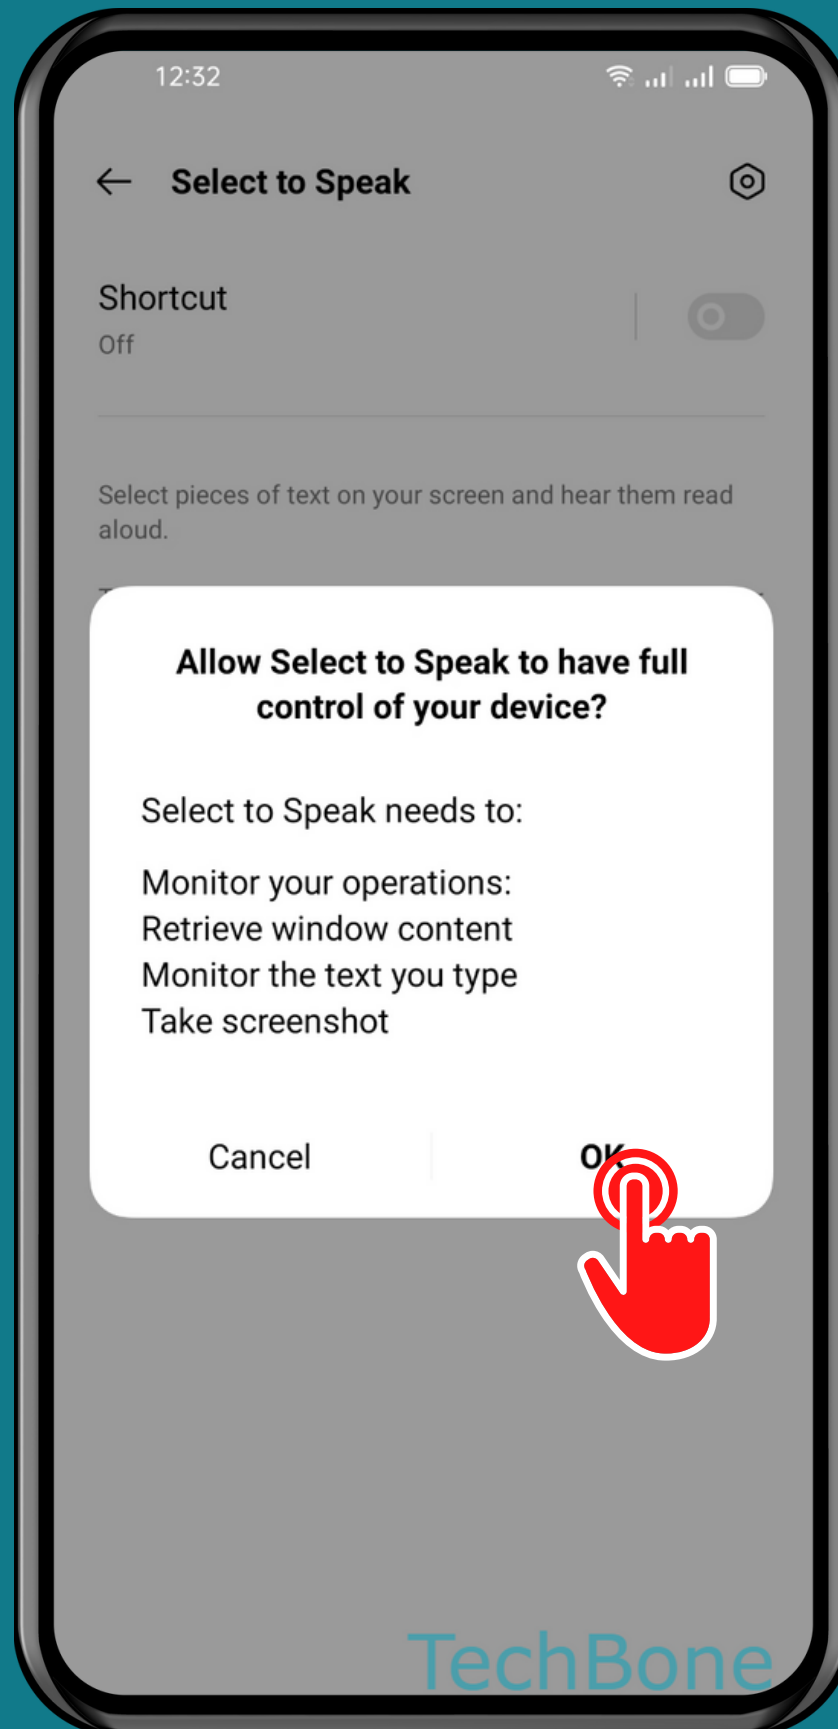 12:32
Select to Speak
Shortcut
Off
Select pieces of text on your screen and hear them read
aloud.
Allow Select to Speak to have full
control of your device?
Select to Speak needs to:
Monitor your operations:
Retrieve window content
Monitor the text you type
Take screenshot
Cancel
OK
TechBone